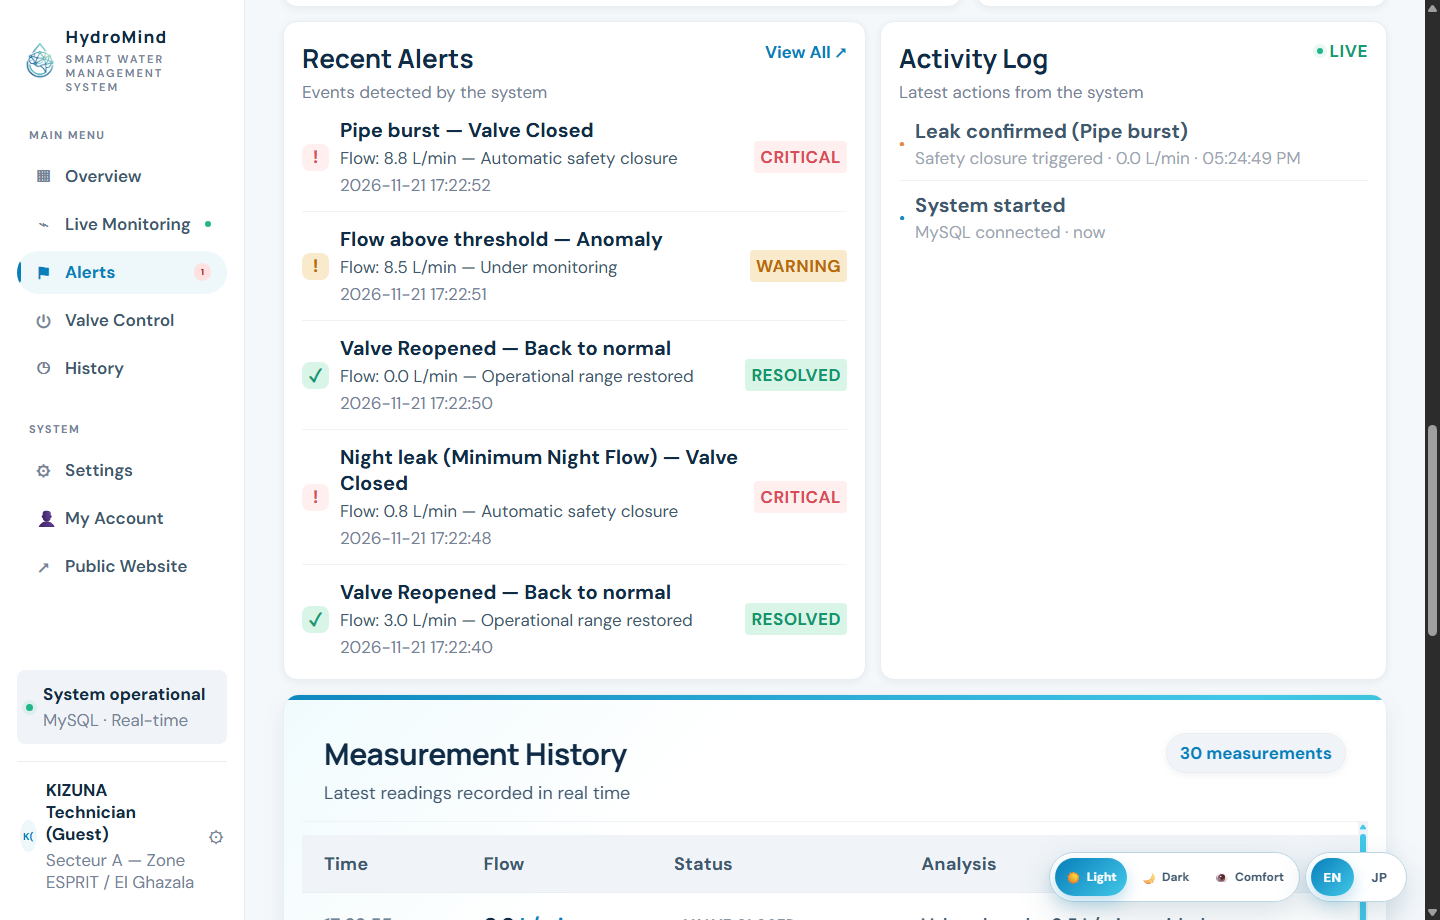 HydroMind
SMART WATER
MANAGEMENT
SYSTEM
MAIN MENU
Overview
Live Monitoring
Alerts
1
Valve Control
History
SYSTEM
Settings
My Account
Public Website
System operational
MySQL · Real-time
K(
KIZUNA
Technician
(Guest)
Secteur A — Zone
ESPRIT / El Ghazala
Recent Alerts
View All ↗
Events detected by the system
Pipe burst — Valve Closed
Flow: 8.8 L/min — Automatic safety closure
2026-11-21 17:22:52
CRITICAL
Flow above threshold — Anomaly
Flow: 8.5 L/min — Under monitoring
2026-11-21 17:22:51
WARNING
Valve Reopened — Back to normal
Flow: 0.0 L/min — Operational range restored
2026-11-21 17:22:50
RESOLVED
Night leak (Minimum Night Flow) — Valve
Closed
Flow: 0.8 L/min — Automatic safety closure
2026-11-21 17:22:48
CRITICAL
Valve Reopened — Back to normal
Flow: 3.0 L/min — Operational range restored
2026-11-21 17:22:40
RESOLVED
Activity Log
LIVE
Latest actions from the system
Leak confirmed (Pipe burst)
Safety closure triggered · 0.0 L/min · 05:24:49 PM
System started
MySQL connected · now
Measurement History
30 measurements
Latest readings recorded in real time
Time Flow Status Analysis
Light Dark Comfort
EN JP